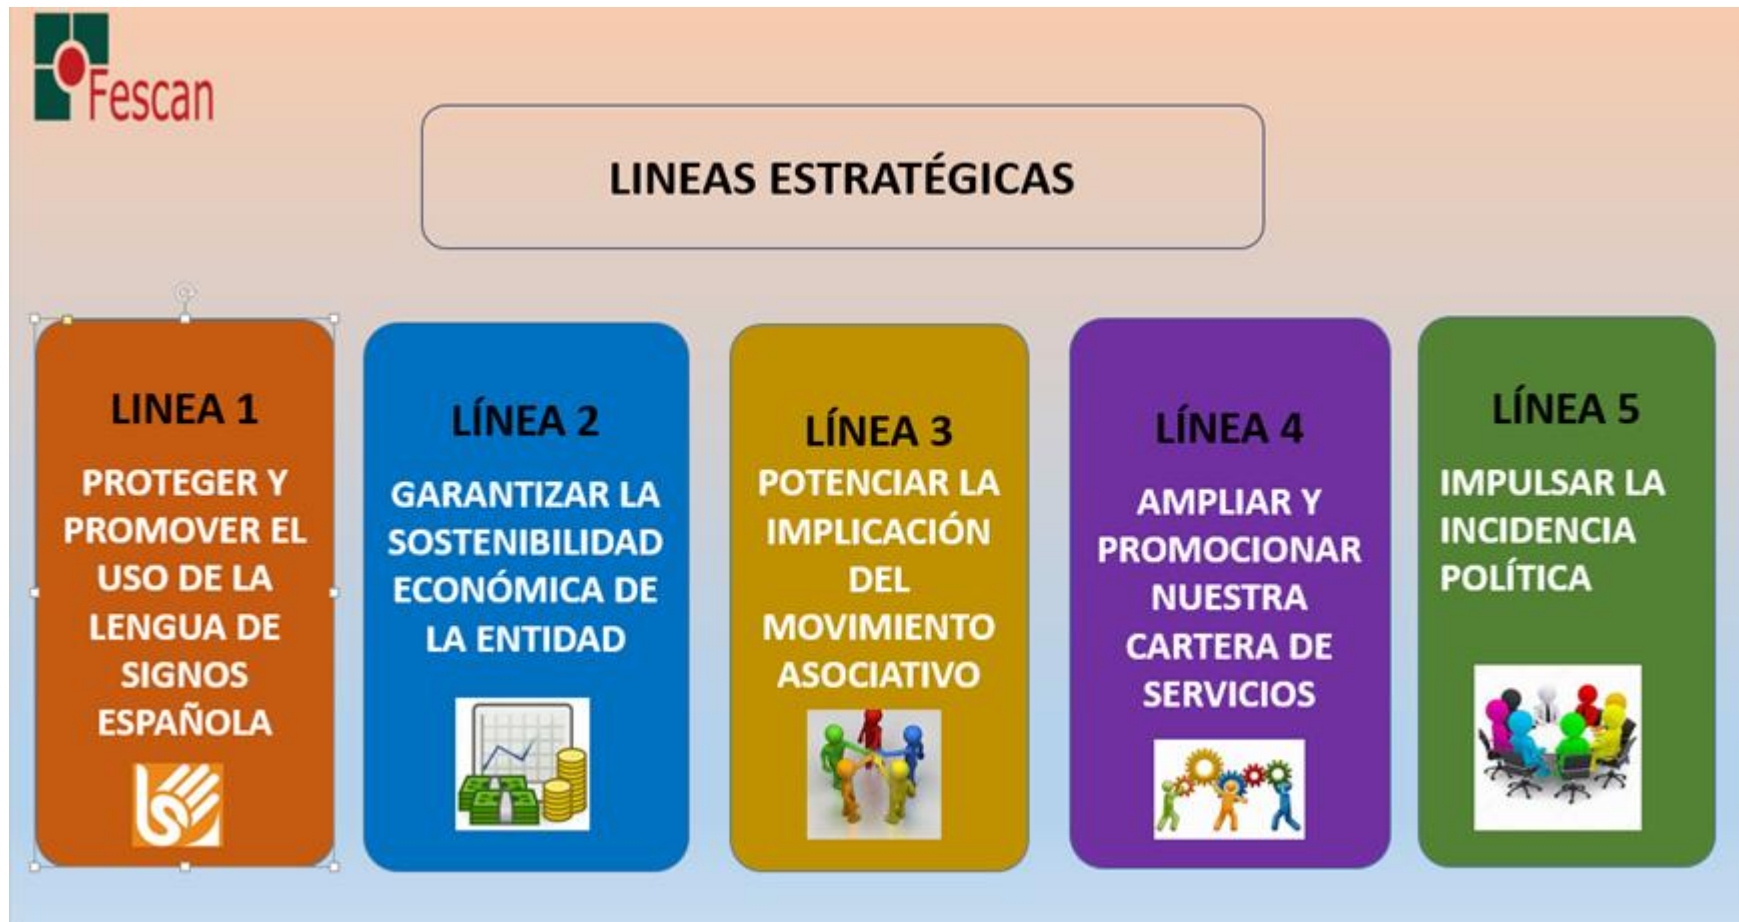 Fescan
LINEAS ESTRATÉGICAS
LINEA 1
PROTEGER Y
PROMOVER EL
USO DE LA
LENGUA DE
SIGNOS
ESPAÑOLA
LÍNEA 2
GARANTIZAR LA
SOSTENIBILIDAD
ECONÓMICA DE
LA ENTIDAD
LÍNEA 3
POTENCIAR LA
IMPLICACIÓN
DEL
MOVIMIENTO
ASOCIATIVO
LÍNEA 4
AMPLIAR Y
PROMOCIONAR
NUESTRA
CARTERA DE
SERVICIOS
LÍNEA 5
IMPULSAR LA
INCIDENCIA
POLÍTICA